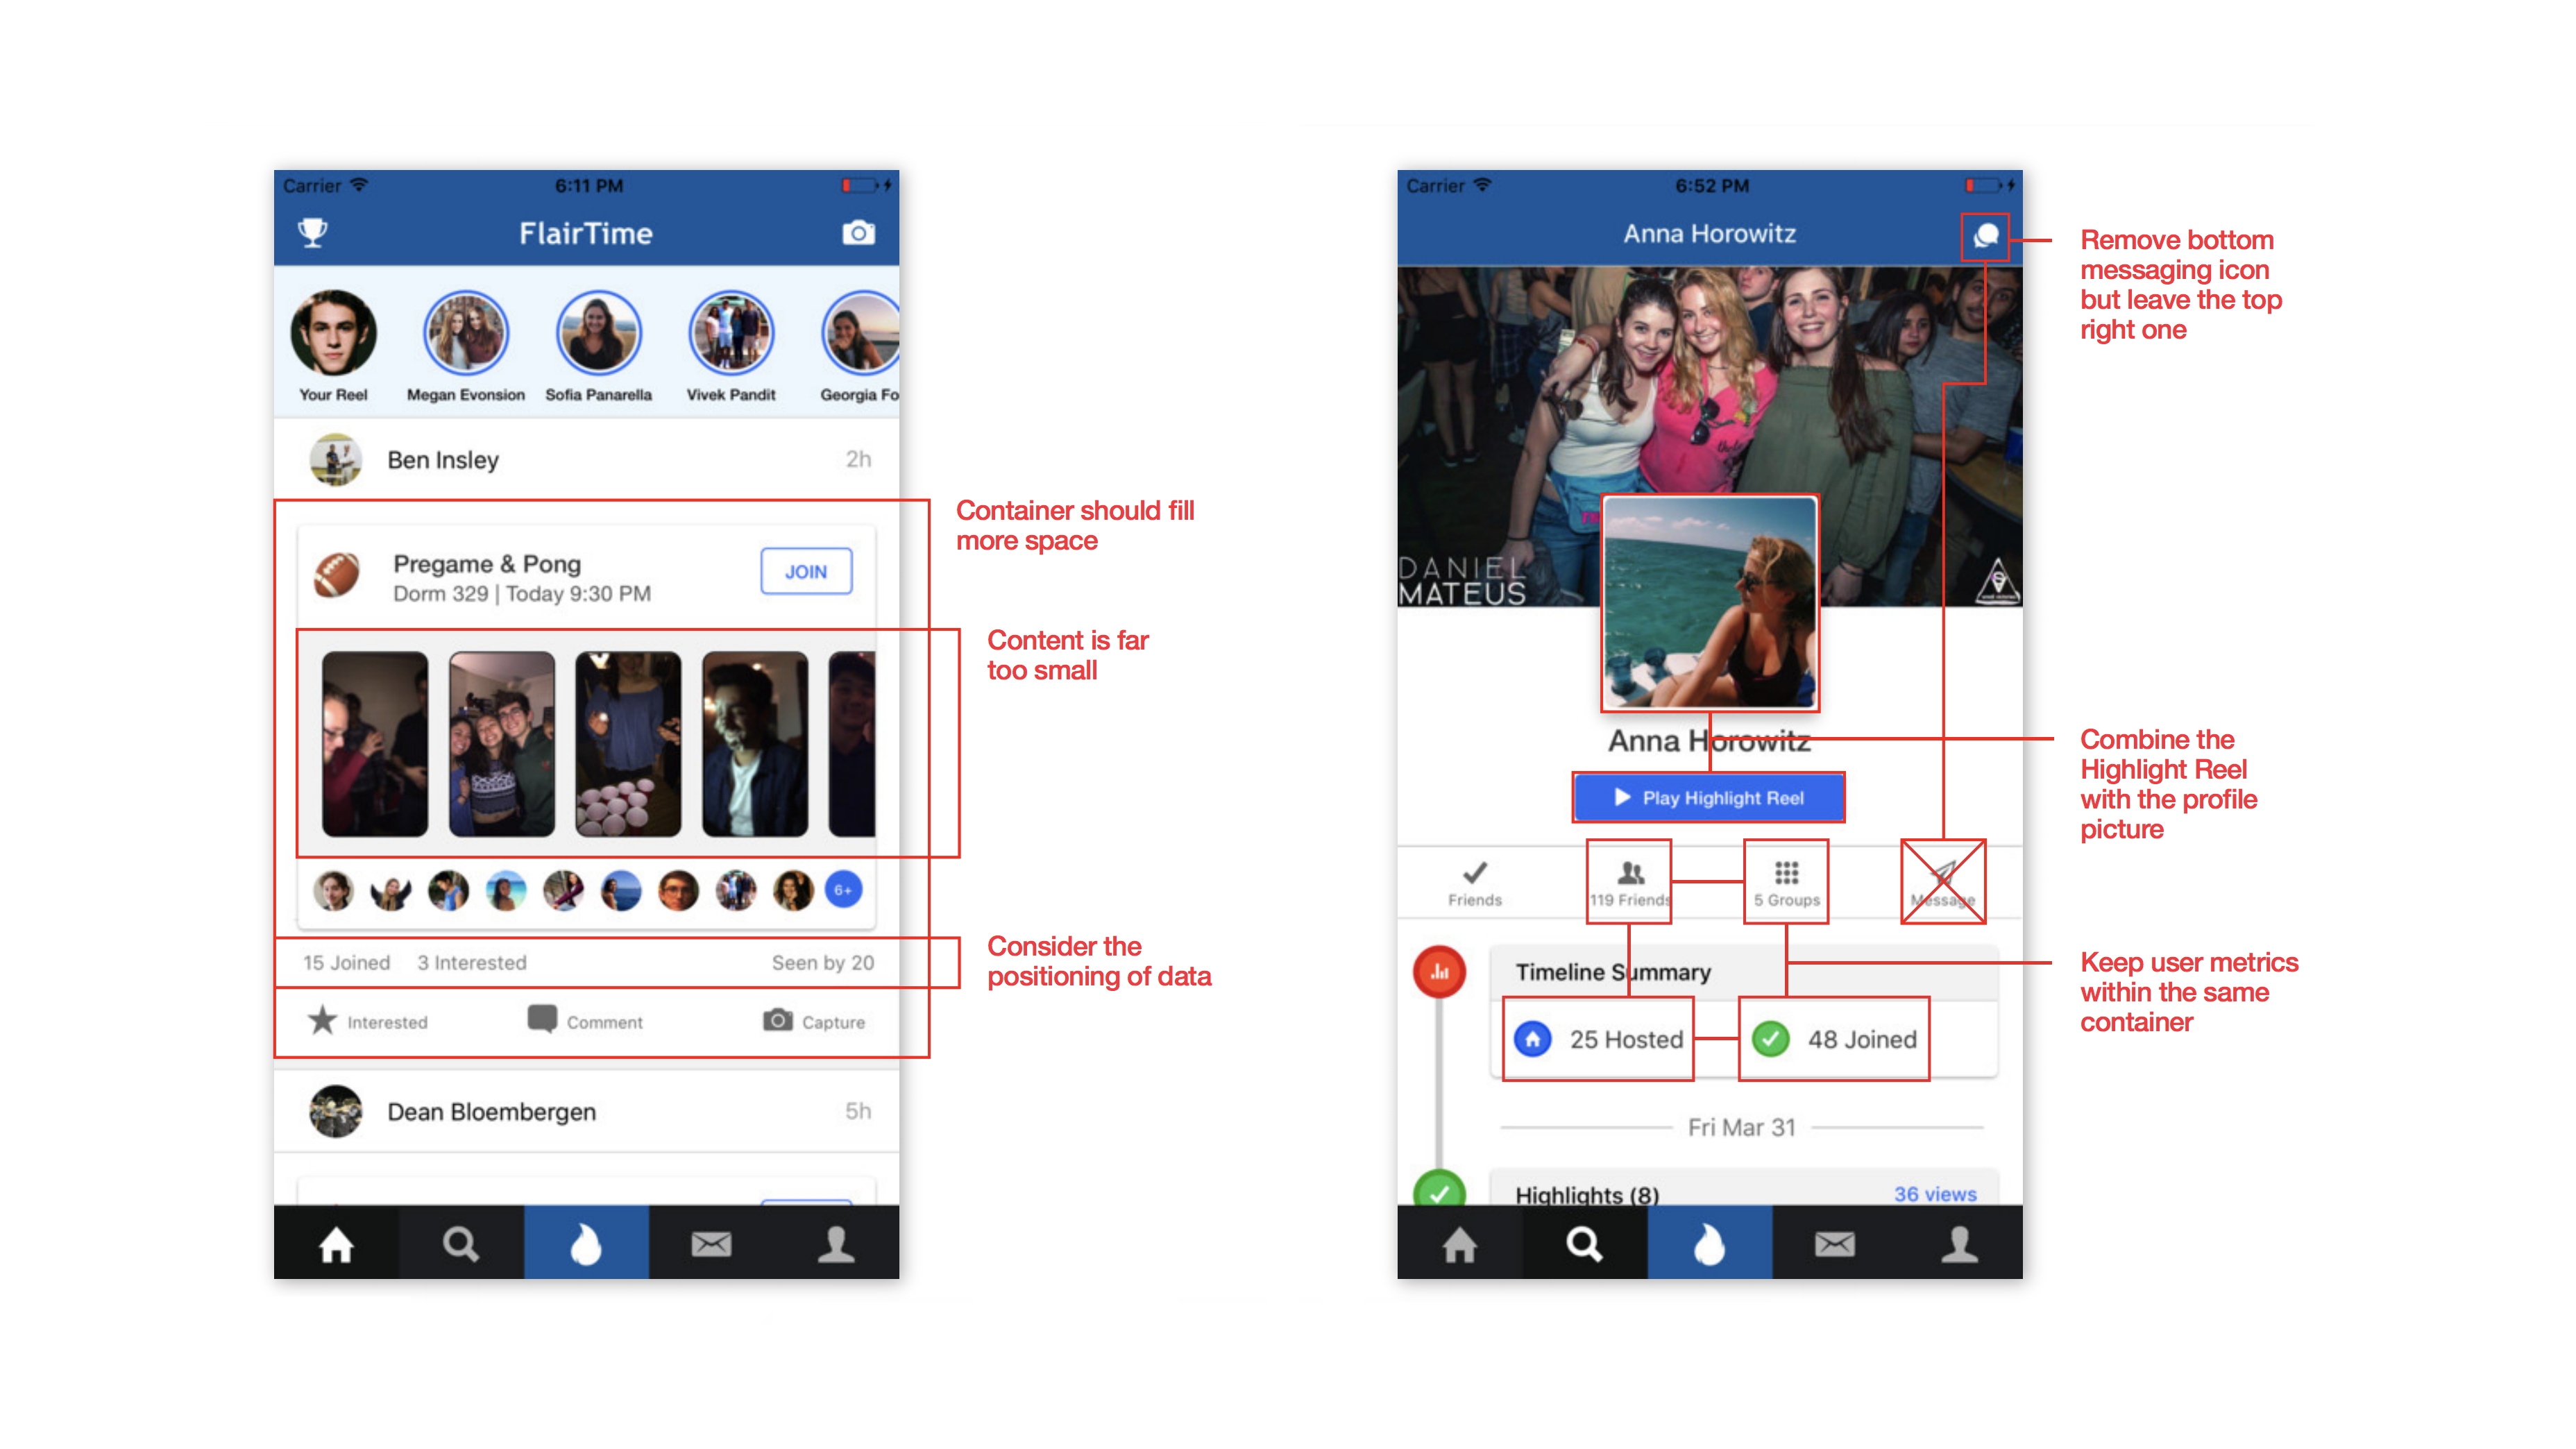 Carrier 6:11 PM
FlairTime
Your Reel Megan Evonsion Sofia Panarella Vivek Pandit Georgia Fo
Ben Insley 2h
Pregame & Pong
JOIN
Dorm 329 | Today 9:30 PM
6+
15 Joined 3 Interested Seen by 20
Interested Comment Capture
Dean Bloembergen 5h
Container should fill
more space
Content is far
too small
Consider the
positioning of data
Carrier 6:52 PM
Anna Horowitz
DANIEL
MATEUS
Anna Horowitz
Play Highlight Reel
Friends 119 Friends 5 Groups Message
Timeline Summary
25 Hosted 48 Joined
Fri Mar 31
Highlights (8) 36 views
Remove bottom
messaging icon
but leave the top
right one
Combine the
Highlight Reel
with the profile
picture
Keep user metrics
within the same
container